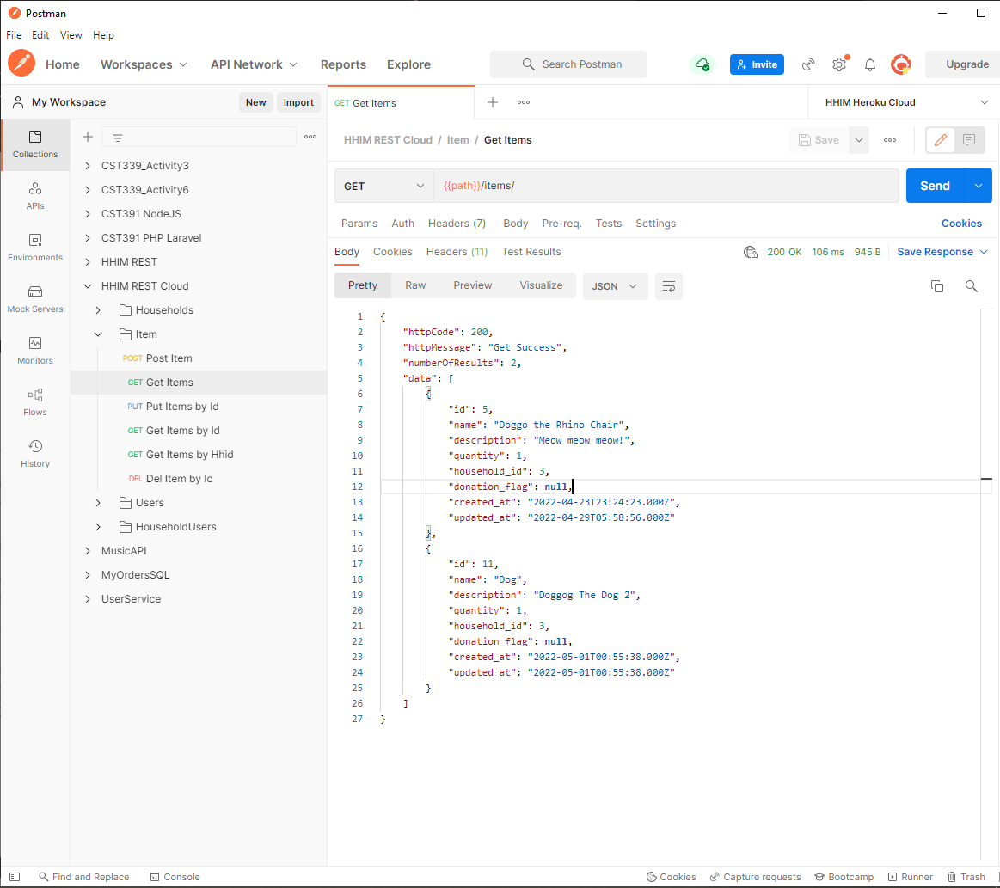 Postman
File Edit View Help
Home Workspaces API Network Reports Explore Search Postman Invite Upgrade
My Workspace New Import GET Get Items HHIM Heroku Cloud
Collections
APIs
Environments
Mock Servers
Monitors
Flows
History
CST339_Activity3
CST339_Activity6
CST391 NodeJS
CST391 PHP Laravel
HHIM REST
HHIM REST Cloud
Households
Item
POST Post Item
GET Get Items
PUT Put Items by Id
GET Get Items by Id
GET Get Items by Hhid
DEL Del Item by Id
Users
HouseholdUsers
MusicAPI
MyOrdersSQL
UserService
HHIM REST Cloud / Item / Get Items Save
GET {{path}}/items/ Send
Params Auth Headers (7) Body Pre-req. Tests Settings Cookies
Body Cookies Headers (11) Test Results 200 OK 106 ms 945 B Save Response
Pretty Raw Preview Visualize JSON
1 {
2 "httpCode": 200,
3 "httpMessage": "Get Success",
4 "numberOfResults": 2,
5 "data": [
6 {
7 "id": 5,
8 "name": "Doggo the Rhino Chair",
9 "description": "Meow meow meow!",
10 "quantity": 1,
11 "household_id": 3,
12 "donation_flag": null,
13 "created_at": "2022-04-23T23:24:23.000Z",
14 "updated_at": "2022-04-29T05:58:56.000Z"
15 },
16 {
17 "id": 11,
18 "name": "Dog",
19 "description": "Doggog The Dog 2",
20 "quantity": 1,
21 "household_id": 3,
22 "donation_flag": null,
23 "created_at": "2022-05-01T00:55:38.000Z",
24 "updated_at": "2022-05-01T00:55:38.000Z"
25 }
26 ]
27 }
Find and Replace Console Cookies Capture requests Bootcamp Runner Trash